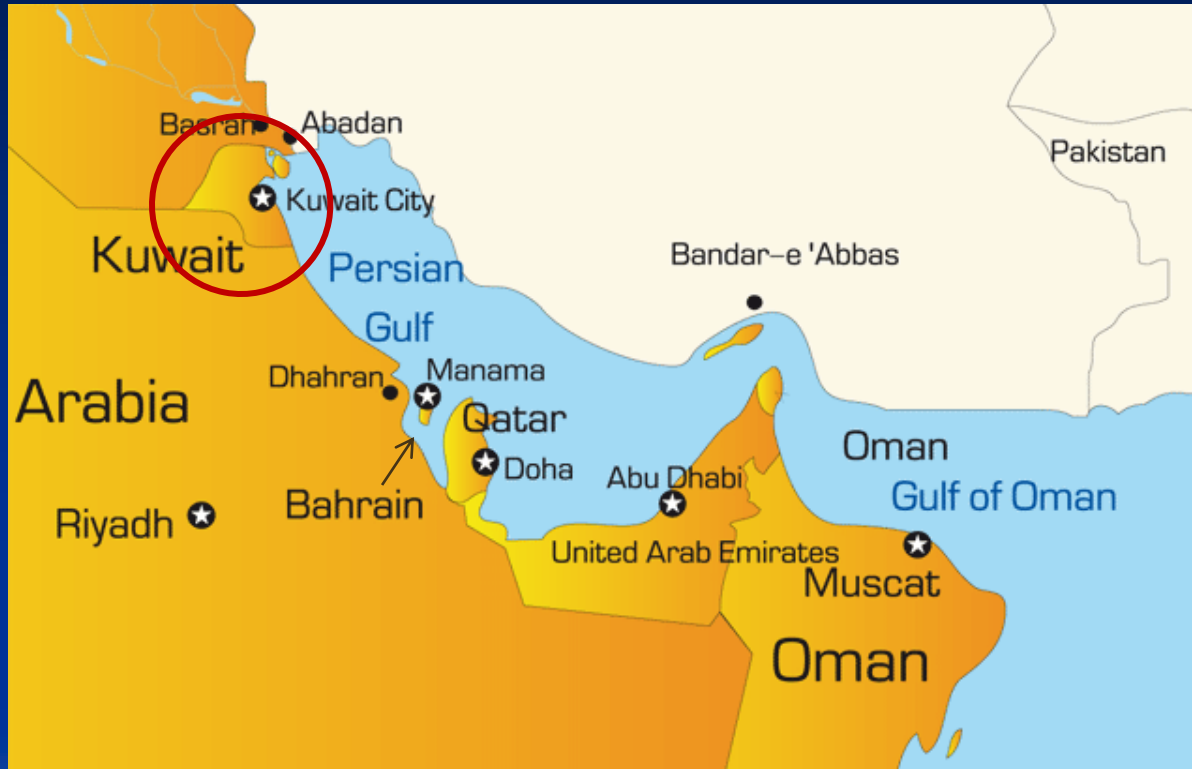 Basrah
Abadan
Pakistan
Kuwait City
Kuwait
Persian
Gulf
Bandar-e 'Abbas
Dhahran
Manama
Arabia
Qatar
Doha
Oman
Abu Dhabi
Gulf of Oman
Bahrain
Riyadh
United Arab Emirates
Muscat
Oman